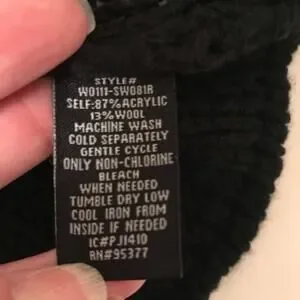 STYLE#
W0111-SW081R
SELF:87%ACRYLIC
13%WOOL
MACHINE WASH
COLD SEPARATELY
GENTLE CYCLE
ONLY NON-CHLORINE
BLEACH
WHEN NEEDED
TUMBLE DRY LOW
COOL IRON FROM
INSIDE IF NEEDED
IC#PJ1410
RN#95377